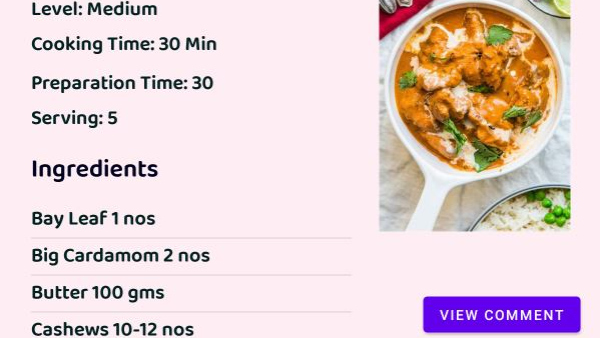 Level: Medium
Cooking Time: 30 Min
Preparation Time: 30
Serving: 5
Ingredients
Bay Leaf 1 nos
Big Cardamom 2 nos
Butter 100 gms
Cashews 10-12 nos
VIEW COMMENT